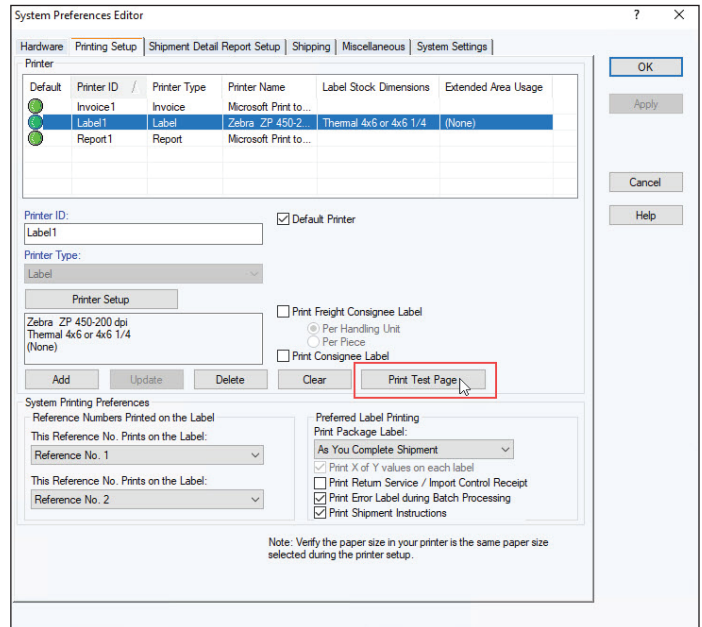 System Preferences Editor
? X
Hardware Printing Setup Shipment Detail Report Setup Shipping Miscellaneous System Settings
Printer
Default Printer ID / Printer Type Printer Name Label Stock Dimensions Extended Area Usage
Invoice1 Invoice Microsoft Print to...
Label1 Label Zebra ZP 450-2... Thermal 4x6 or 4x6 1/4 (None)
Report1 Report Microsoft Print to...
OK
Apply
Cancel
Help
Printer ID:
Label1
Default Printer
Printer Type:
Label
Printer Setup
Zebra ZP 450-200 dpi
Thermal 4x6 or 4x6 1/4
(None)
Print Freight Consignee Label
Per Handling Unit
Per Piece
Print Consignee Label
Add Update Delete Clear Print Test Page
System Printing Preferences
Reference Numbers Printed on the Label
This Reference No. Prints on the Label:
Reference No. 1
This Reference No. Prints on the Label:
Reference No. 2
Preferred Label Printing
Print Package Label:
As You Complete Shipment
Print X of Y values on each label
Print Return Service / Import Control Receipt
Print Error Label during Batch Processing
Print Shipment Instructions
Note: Verify the paper size in your printer is the same paper size
selected during the printer setup.